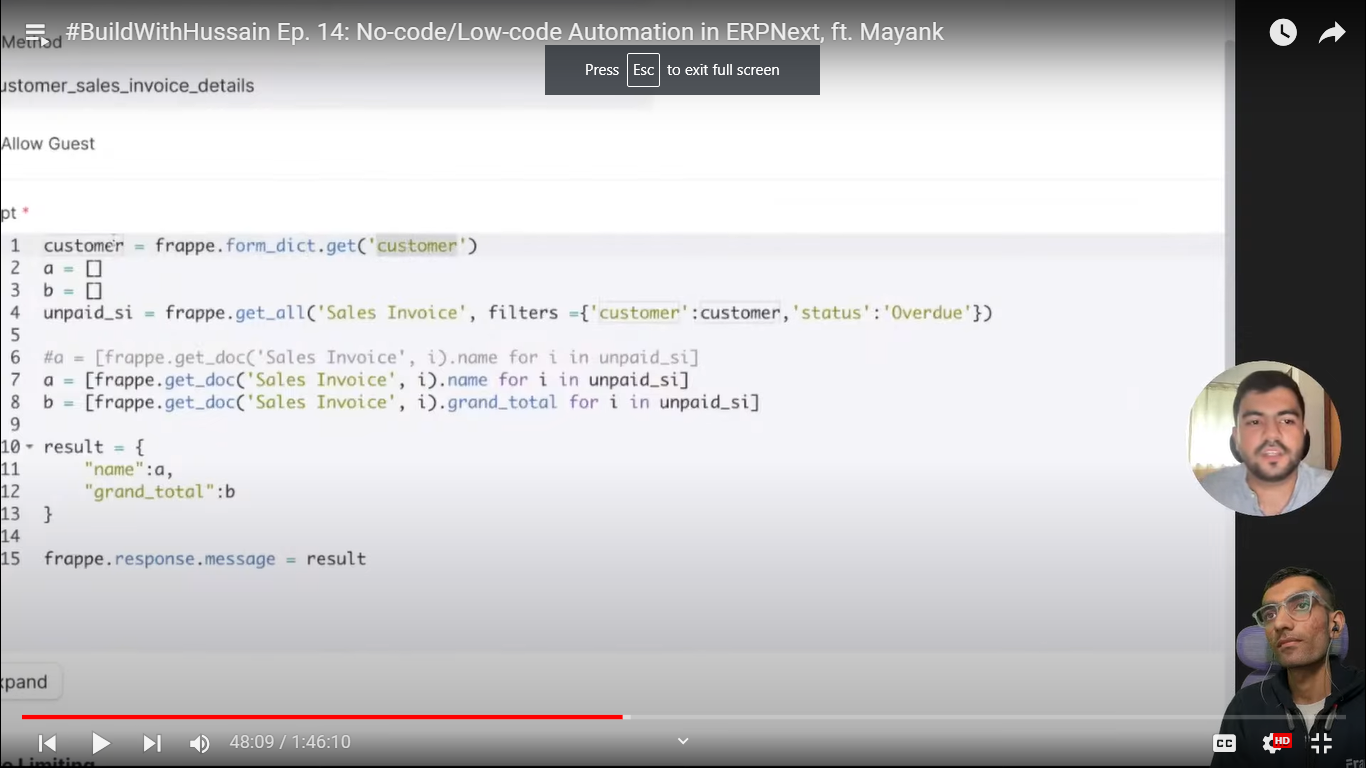 #BuildWithHussain Ep. 14: No-code/Low-code Automation in ERPNext, ft. Mayank
Method
Press Esc to exit full screen
ustomer_sales_invoice_details
Allow Guest
pt *
1 customer = frappe.form_dict.get('customer')
2 a = []
3 b = []
4 unpaid_si = frappe.get_all('Sales Invoice', filters ={'customer':customer,'status':'Overdue'})
5
6 #a = [frappe.get_doc('Sales Invoice', i).name for i in unpaid_si]
7 a = [frappe.get_doc('Sales Invoice', i).name for i in unpaid_si]
8 b = [frappe.get_doc('Sales Invoice', i).grand_total for i in unpaid_si]
9
10 result = {
11 "name":a,
12 "grand_total":b
13 }
14
15 frappe.response.message = result
xpand
48:09 / 1:46:10
CC
HD
e Limiting
Fra